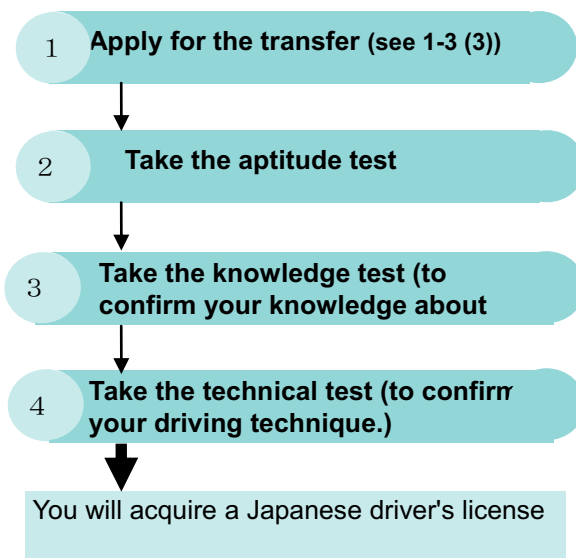 1
Apply for the transfer (see 1-3 (3))
2
Take the aptitude test
3
Take the knowledge test (to
confirm your knowledge about
4
Take the technical test (to confirm
your driving technique.)
You will acquire a Japanese driver's license